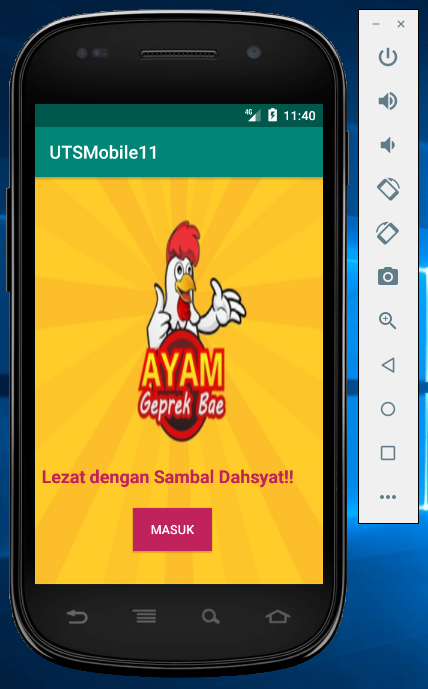 4G 11:40
UTSMobile11
AYAM
Geprek Bae
Lezat dengan Sambal Dahsyat!!
MASUK